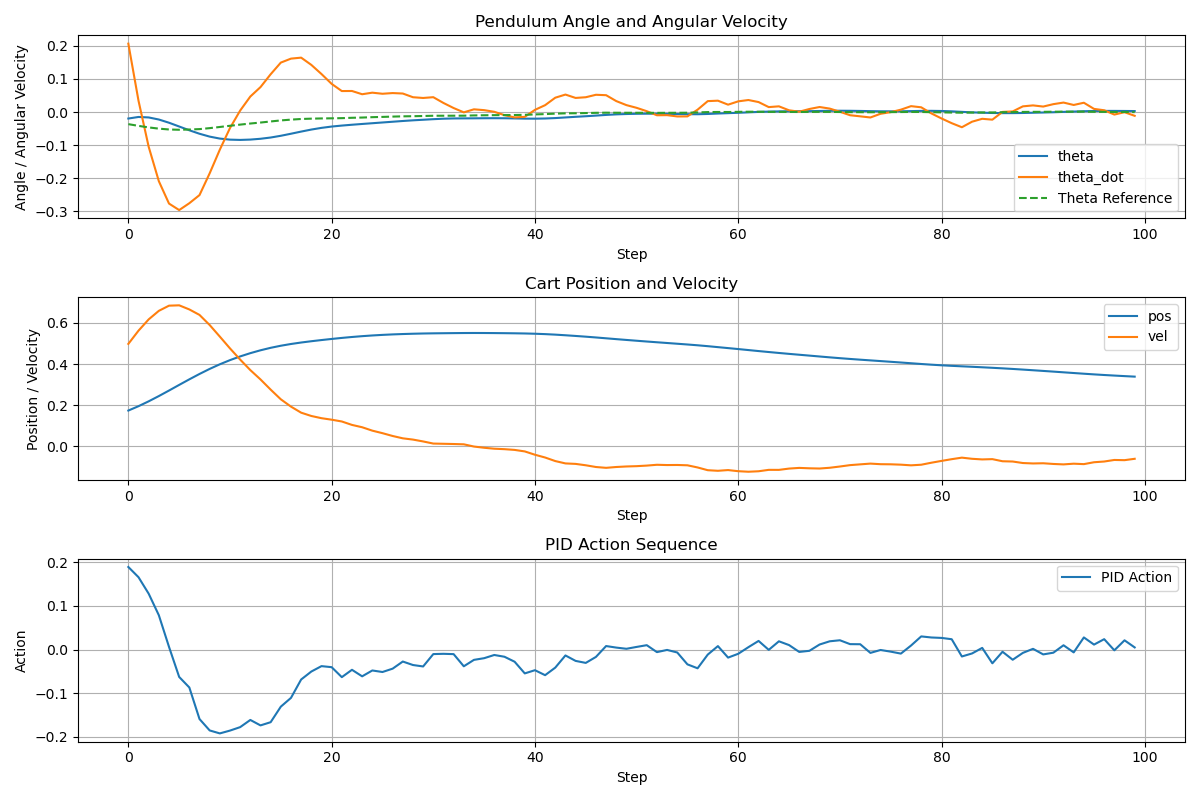 Pendulum Angle and Angular Velocity
Angle / Angular Velocity
0.2
0.1
0.0
−0.1
−0.2
−0.3
theta
theta_dot
Theta Reference
0 20 40 60 80 100
Step
Cart Position and Velocity
Position / Velocity
0.6
0.4
0.2
0.0
pos
vel
0 20 40 60 80 100
Step
PID Action Sequence
Action
0.2
0.1
0.0
−0.1
−0.2
PID Action
0 20 40 60 80 100
Step